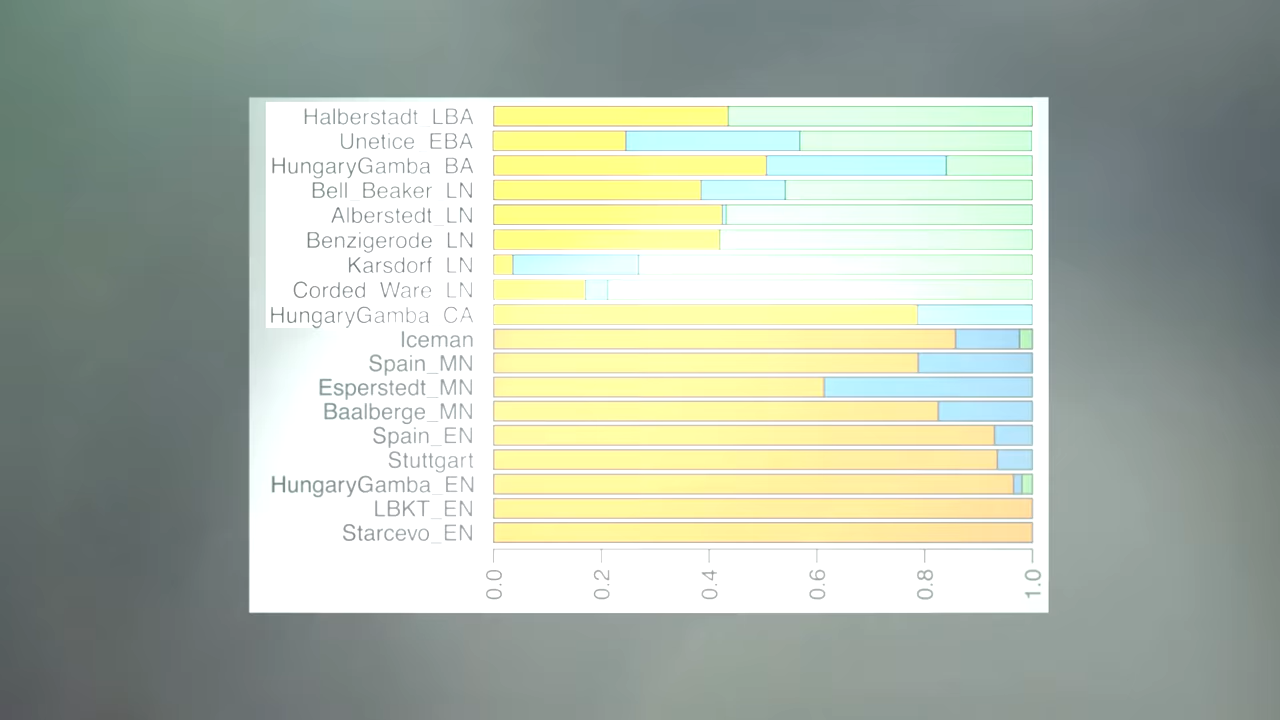 Halberstadt_LBA
Unetice_EBA
HungaryGamba_BA
Bell_Beaker_LN
Alberstedt_LN
Benzigerode_LN
Karsdorf_LN
Corded_Ware_LN
HungaryGamba_CA
Iceman
Spain_MN
Esperstedt_MN
Baalberge_MN
Spain_EN
Stuttgart
HungaryGamba_EN
LBKT_EN
Starcevo_EN
0.0 0.2 0.4 0.6 0.8 1.0